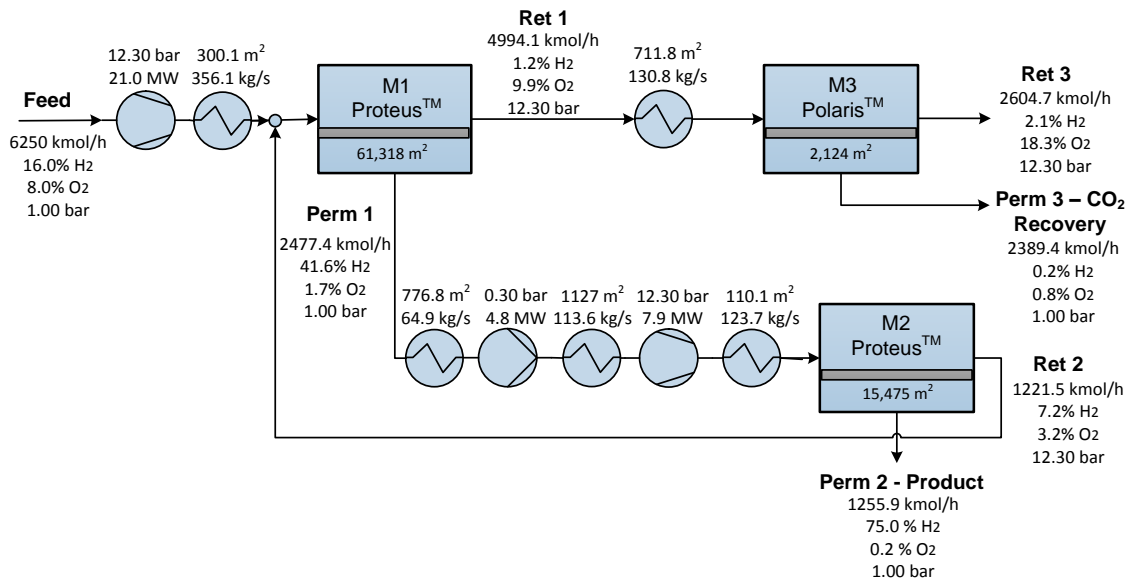 12.30 bar
21.0 MW
300.1 m²
356.1 kg/s
Feed
6250 kmol/h
16.0% H₂
8.0% O₂
1.00 bar
M1
Proteus™
61,318 m²
Ret 1
4994.1 kmol/h
1.2% H₂
9.9% O₂
12.30 bar
711.8 m²
130.8 kg/s
M3
Polaris™
2,124 m²
Ret 3
2604.7 kmol/h
2.1% H₂
18.3% O₂
12.30 bar
Perm 3 – CO₂
Recovery
2389.4 kmol/h
0.2% H₂
0.8% O₂
1.00 bar
Perm 1
2477.4 kmol/h
41.6% H₂
1.7% O₂
1.00 bar
776.8 m²
64.9 kg/s
0.30 bar
4.8 MW
1127 m²
113.6 kg/s
12.30 bar
7.9 MW
110.1 m²
123.7 kg/s
M2
Proteus™
15,475 m²
Ret 2
1221.5 kmol/h
7.2% H₂
3.2% O₂
12.30 bar
Perm 2 - Product
1255.9 kmol/h
75.0 % H₂
0.2 % O₂
1.00 bar